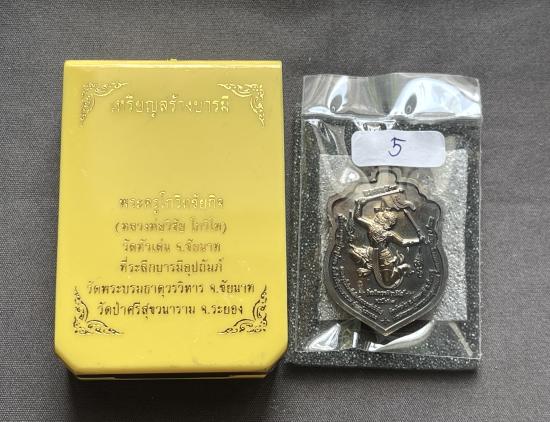 เหรียญสร้างบารมี
พระครูโกวิทชัยกิจ
(หลวงพ่อวิชัย โกวิโท)
วัดหัวเด่น จ.ชัยนาท
ที่ระลึกบารมีอุปถัมภ์
วัดพระบรมธาตุวรวิหาร จ.ชัยนาท
วัดป่าศรีสุขวนาราม จ.ระยอง
5